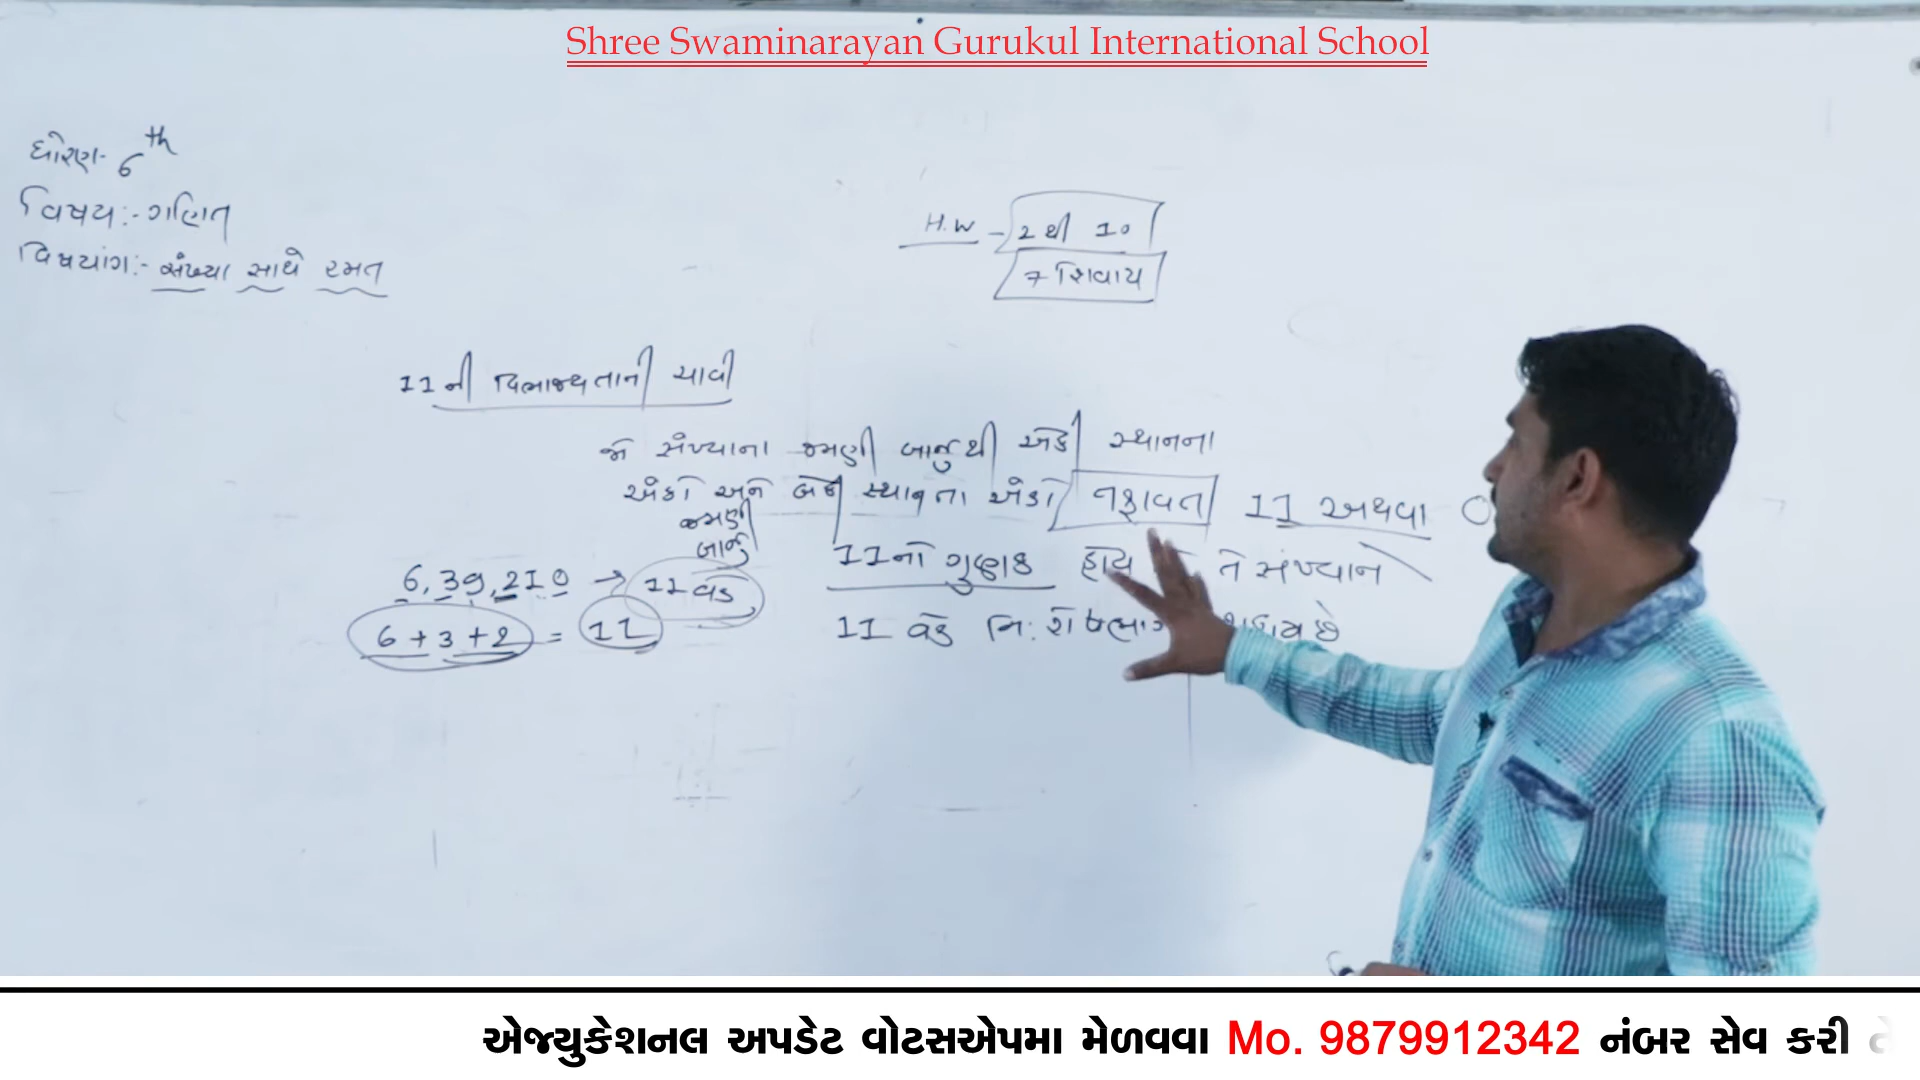 Shree Swaminarayan Gurukul International School
ધોરણ- 6th
વિષય:- ગણિત
વિષયાંગ:- સંખ્યા સાથે રમત
H.W - 2 થી 10
7 સિવાય
11 ની વિભાજ્યતાની ચાવી
જો સંખ્યાના જમણી બાજુથી એકી સ્થાનના
અંકો અને બેકી સ્થાનના અંકો તફાવત 11 અથવા
જમણી
બાજુ
11નો ગુણાક હોય તે સંખ્યાને
6,39,210 → 11 વડે
6 + 3 + 2 = 11
11 વડે નિ:શેષ છે
એજ્યુકેશનલ અપડેટ વોટસએપમા મેળવવા Mo. 9879912342 નંબર સેવ કરી